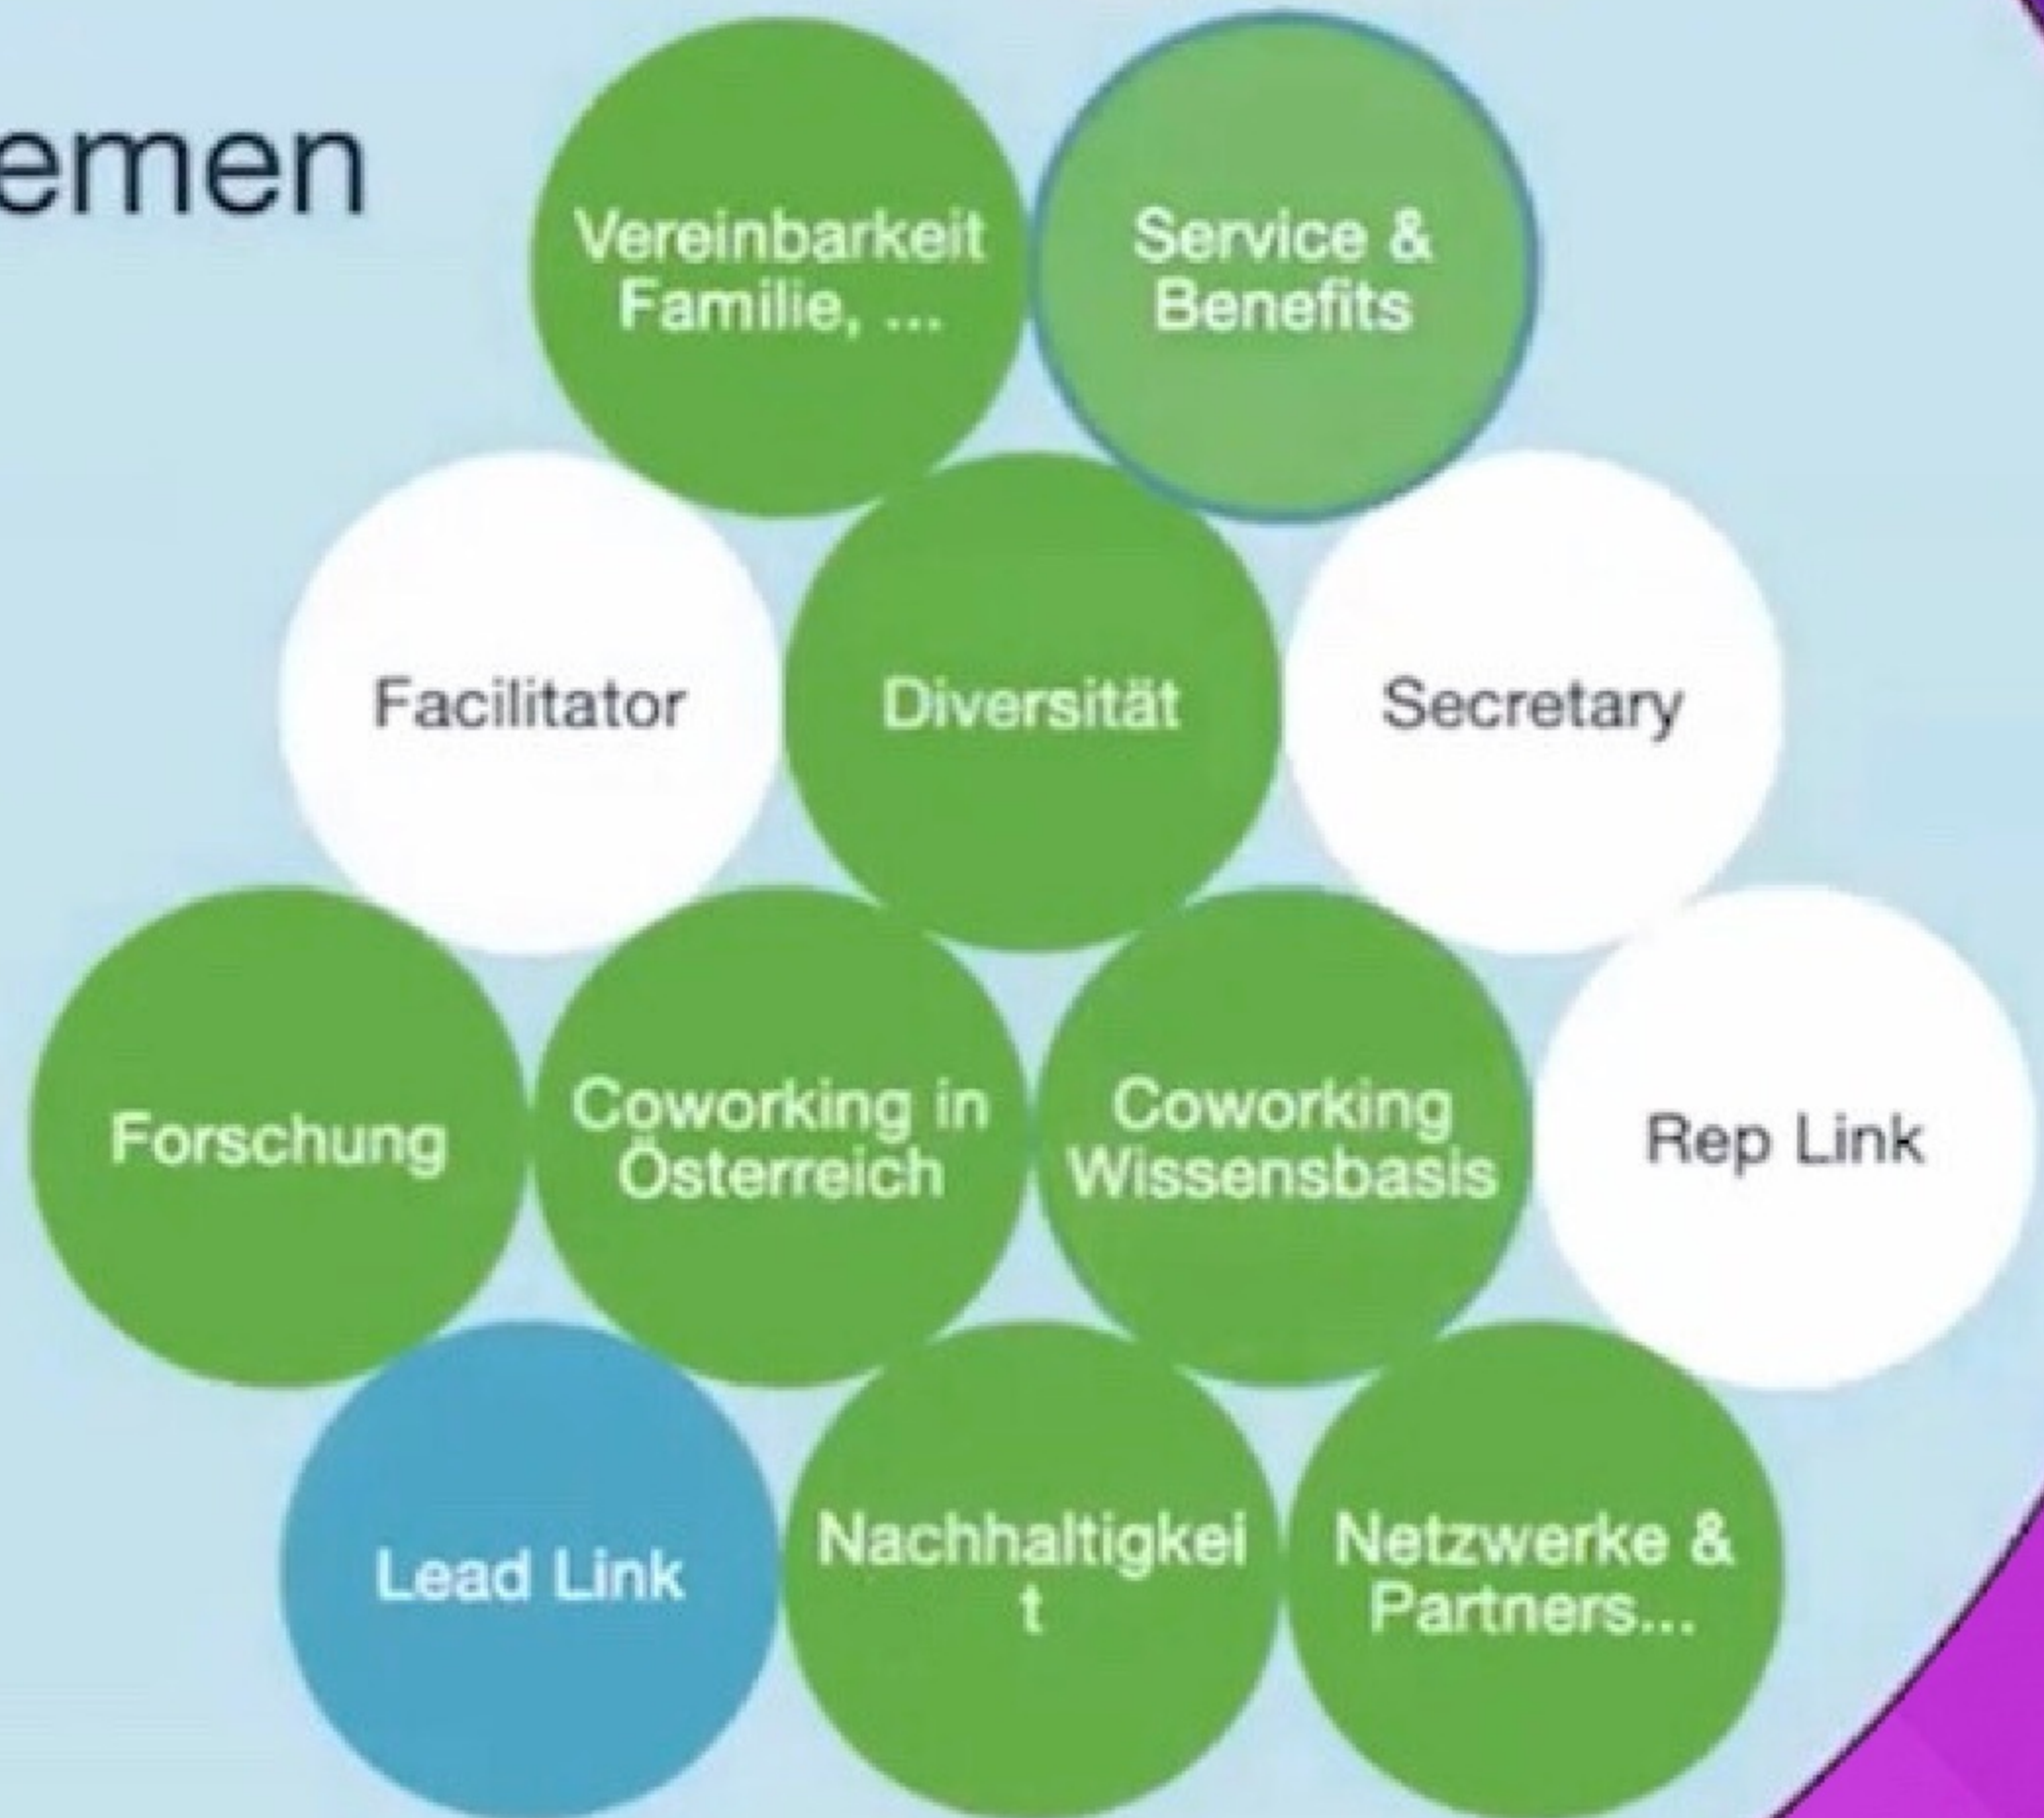 emen
Vereinbarkeit
Familie, ...
Service &
Benefits
Facilitator
Diversität
Secretary
Forschung
Coworking in
Österreich
Coworking
Wissensbasis
Rep Link
Lead Link
Nachhaltigkei
t
Netzwerke &
Partners...